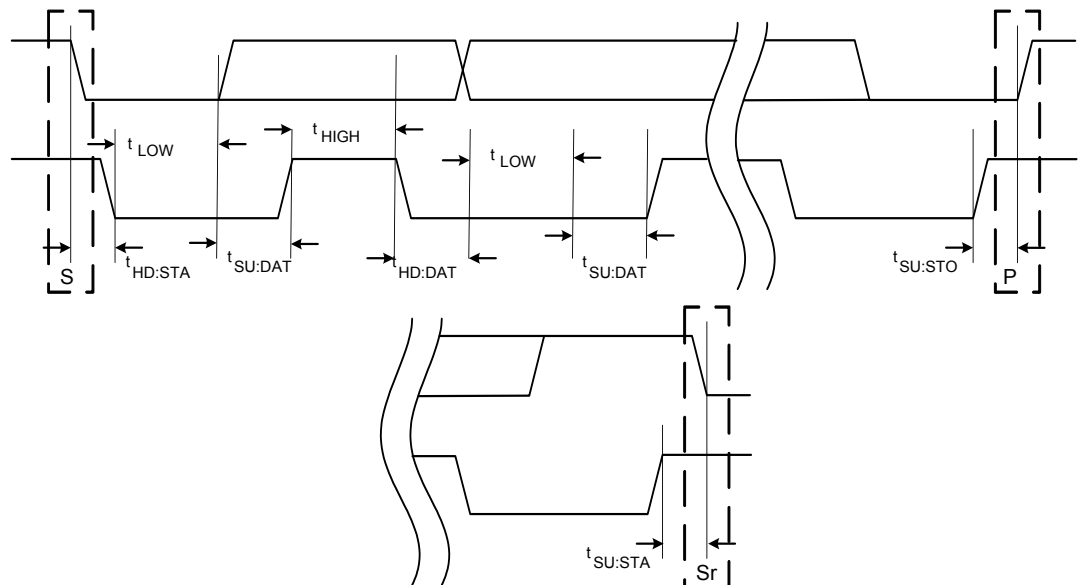 t LOW
t HIGH
t LOW
t HD:STA
t SU:DAT
t HD:DAT
t SU:DAT
t SU:STO
S
P
t SU:STA
Sr